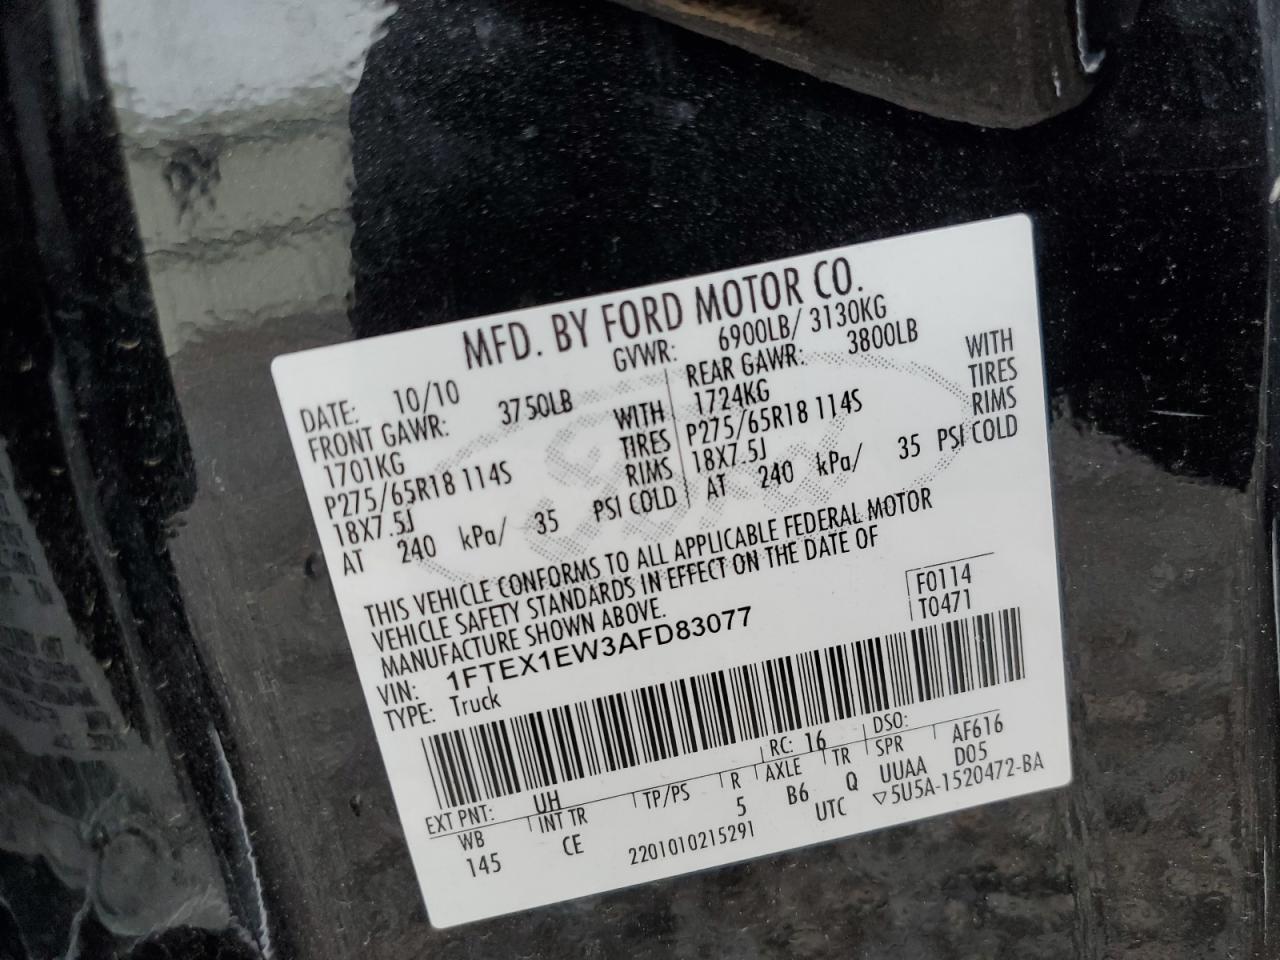 MFD. BY FORD MOTOR CO.
DATE: 10/10 GVWR: 6900LB/ 3130KG
FRONT GAWR: 3750LB REAR GAWR: 3800LB
1701KG WITH 1724KG WITH
P275/65R18 114S TIRES P275/65R18 114S TIRES
18X7.5J RIMS 18X7.5J RIMS
AT 240 kPa/ 35 PSI COLD AT 240 kPa/ 35 PSI COLD
THIS VEHICLE CONFORMS TO ALL APPLICABLE FEDERAL MOTOR
VEHICLE SAFETY STANDARDS IN EFFECT ON THE DATE OF
MANUFACTURE SHOWN ABOVE.
VIN: 1FTEX1EW3AFD83077 F0114
TYPE: Truck T0471
EXT PNT: UH RC: 16 DSO: AF616
WB INT TR TP/PS R AXLE TR SPR D05
145 CE 5 B6 Q UUAA
2201010215291 UTC ▽5U5A-1520472-BA